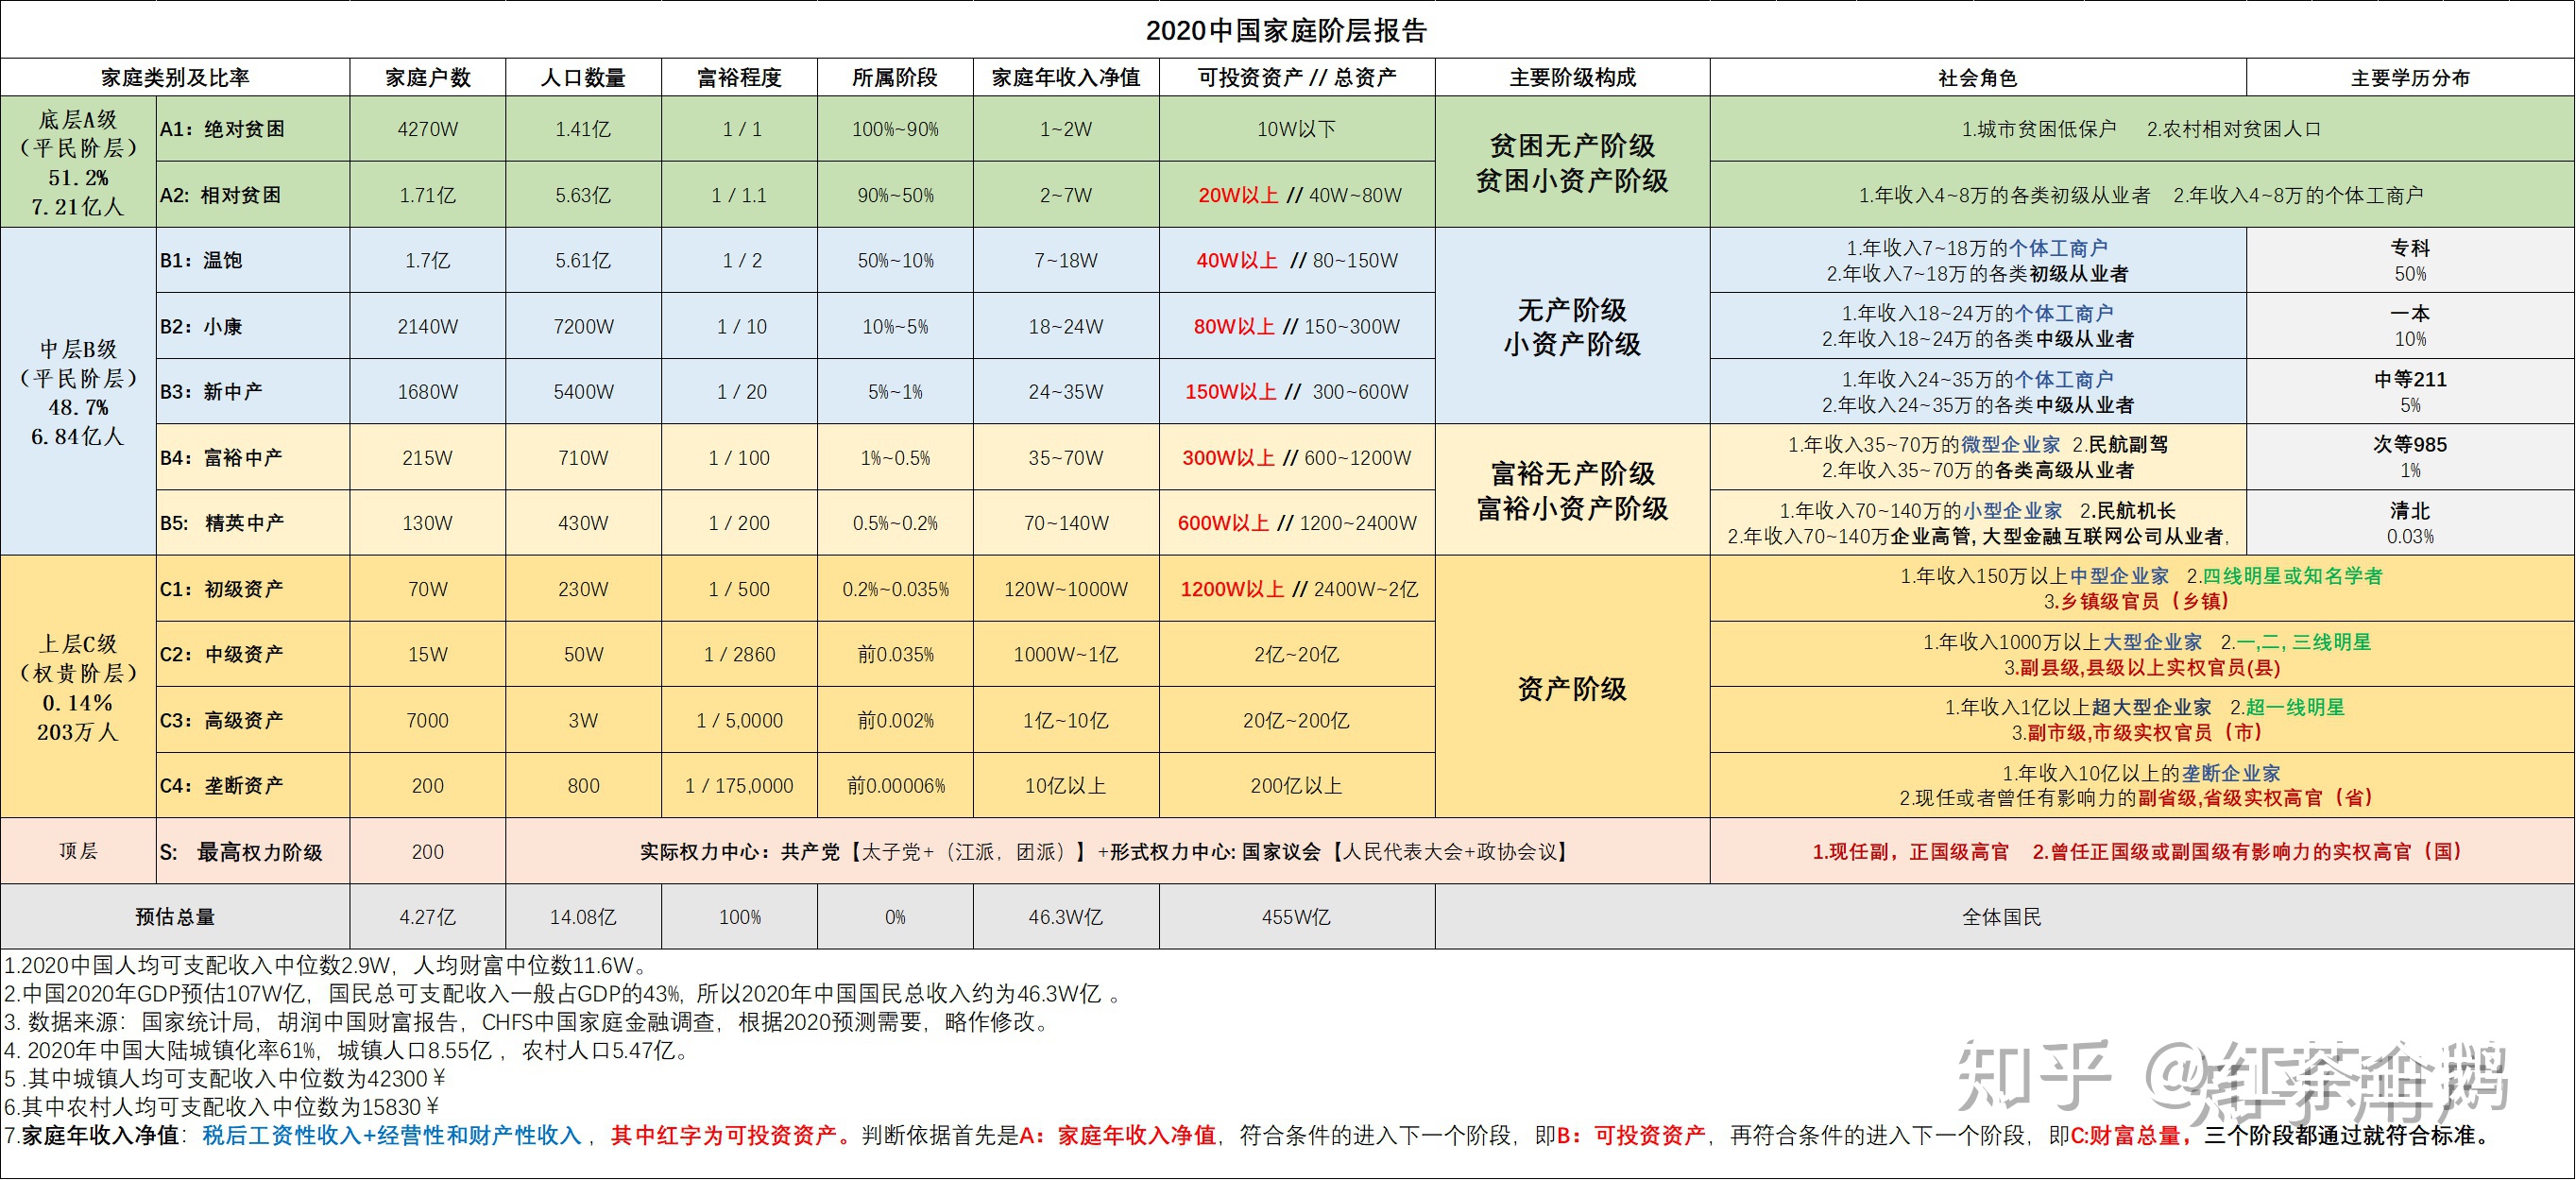 2020中国家庭阶层报告
家庭类别及比率 家庭户数 人口数量 富裕程度 所属阶段 家庭年收入净值 可投资资产 // 总资产 主要阶级构成 社会角色 主要学历分布
底层A级
（平民阶层）
51.2%
7.21亿人
A1：绝对贫困 4270W 1.41亿 1 / 1 100%~90% 1~2W 10W以下
贫困无产阶级
贫困小资产阶级
1.城市贫困低保户 2.农村相对贫困人口
A2: 相对贫困 1.71亿 5.63亿 1 / 1.1 90%~50% 2~7W 20W以上 // 40W~80W
1.年收入4~8万的各类初级从业者 2.年收入4~8万的个体工商户
中层B级
（平民阶层）
48.7%
6.84亿人
B1：温饱 1.7亿 5.61亿 1 / 2 50%~10% 7~18W 40W以上 // 80~150W
无产阶级
小资产阶级
1.年收入7~18万的个体工商户
2.年收入7~18万的各类初级从业者
专科
50%
B2：小康 2140W 7200W 1 / 10 10%~5% 18~24W 80W以上 // 150~300W
1.年收入18~24万的个体工商户
2.年收入18~24万的各类中级从业者
一本
10%
B3：新中产 1680W 5400W 1 / 20 5%~1% 24~35W 150W以上 // 300~600W
1.年收入24~35万的个体工商户
2.年收入24~35万的各类中级从业者
中等211
5%
B4：富裕中产 215W 710W 1 / 100 1%~0.5% 35~70W 300W以上 // 600~1200W
富裕无产阶级
富裕小资产阶级
1.年收入35~70万的微型企业家 2.民航副驾
2.年收入35~70万的各类高级从业者
次等985
1%
B5: 精英中产 130W 430W 1 / 200 0.5%~0.2% 70~140W 600W以上 // 1200~2400W
1.年收入70~140万的小型企业家 2.民航机长
2.年收入70~140万企业高管, 大型金融互联网公司从业者,
清北
0.03%
上层C级
（权贵阶层）
0.14%
203万人
C1：初级资产 70W 230W 1 / 500 0.2%~0.035% 120W~1000W 1200W以上 // 2400W~2亿
资产阶级
1.年收入150万以上中型企业家 2.四线明星或知名学者
3.乡镇级官员（乡镇）
C2：中级资产 15W 50W 1 / 2860 前0.035% 1000W~1亿 2亿~20亿
1.年收入1000万以上大型企业家 2.一,二, 三线明星
3.副县级,县级以上实权官员(县)
C3：高级资产 7000 3W 1 / 5,0000 前0.002% 1亿~10亿 20亿~200亿
1.年收入1亿以上超大型企业家 2.超一线明星
3.副市级,市级实权官员（市）
C4：垄断资产 200 800 1 / 175,0000 前0.00006% 10亿以上 200亿以上
1.年收入10亿以上的垄断企业家
2.现任或者曾任有影响力的副省级,省级实权高官（省）
顶层 S: 最高权力阶级 200 实际权力中心：共产党【太子党+（江派，团派）】+形式权力中心: 国家议会【人民代表大会+政协会议】 1.现任副，正国级高官 2.曾任正国级或副国级有影响力的实权高官（国）
预估总量 4.27亿 14.08亿 100% 0% 46.3W亿 455W亿 全体国民
1.2020中国人均可支配收入中位数2.9W，人均财富中位数11.6W。
2.中国2020年GDP预估107W亿，国民总可支配收入一般占GDP的43%, 所以2020年中国国民总收入约为46.3W亿 。
3. 数据来源：国家统计局，胡润中国财富报告，CHFS中国家庭金融调查，根据2020预测需要，略作修改。
4. 2020年中国大陆城镇化率61%，城镇人口8.55亿 ，农村人口5.47亿。
5 .其中城镇人均可支配收入中位数为42300￥
6.其中农村人均可支配收入中位数为15830￥
7.家庭年收入净值：税后工资性收入+经营性和财产性收入 ，其中红字为可投资资产。判断依据首先是A：家庭年收入净值，符合条件的进入下一个阶段，即B：可投资资产，再符合条件的进入下一个阶段，即C:财富总量，三个阶段都通过就符合标准。
知乎 @红茶企鹅